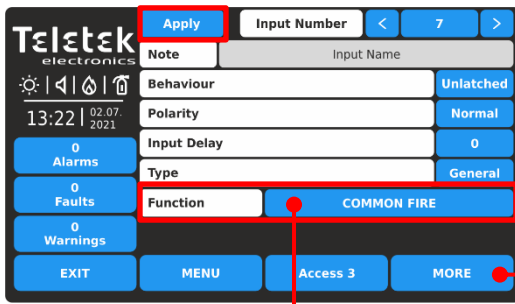 Teletek
electronics
13:22 02.07.
2021
0
Alarms
0
Faults
0
Warnings
EXIT
Apply Input Number < 7 >
Note Input Name
Behaviour Unlatched
Polarity Normal
Input Delay 0
Type General
Function COMMON FIRE
MENU Access 3 MORE